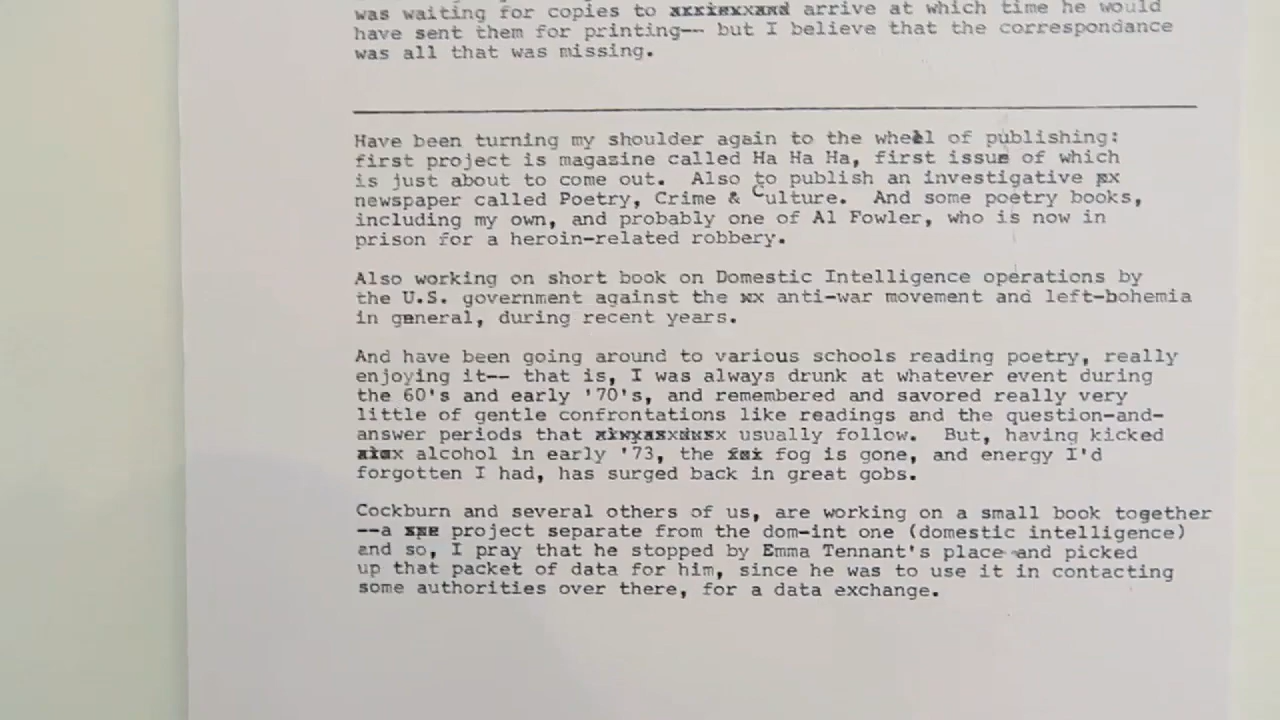 was waiting for copies to arrive at which time he would
have sent them for printing-- but I believe that the correspondance
was all that was missing.
Have been turning my shoulder again to the wheel of publishing:
first project is magazine called Ha Ha Ha, first issue of which
is just about to come out.  Also to publish an investigative
newspaper called Poetry, Crime & Culture.  And some poetry books,
including my own, and probably one of Al Fowler, who is now in
prison for a heroin-related robbery.
Also working on short book on Domestic Intelligence operations by
the U.S. government against the anti-war movement and left-bohemia
in general, during recent years.
And have been going around to various schools reading poetry, really
enjoying it-- that is, I was always drunk at whatever event during
the 60's and early '70's, and remembered and savored really very
little of gentle confrontations like readings and the question-and-
answer periods that usually follow.  But, having kicked
alcohol in early '73, the fog is gone, and energy I'd
forgotten I had, has surged back in great gobs.
Cockburn and several others of us, are working on a small book together
--a project separate from the dom-int one (domestic intelligence)
and so, I pray that he stopped by Emma Tennant's place and picked
up that packet of data for him, since he was to use it in contacting
some authorities over there, for a data exchange.